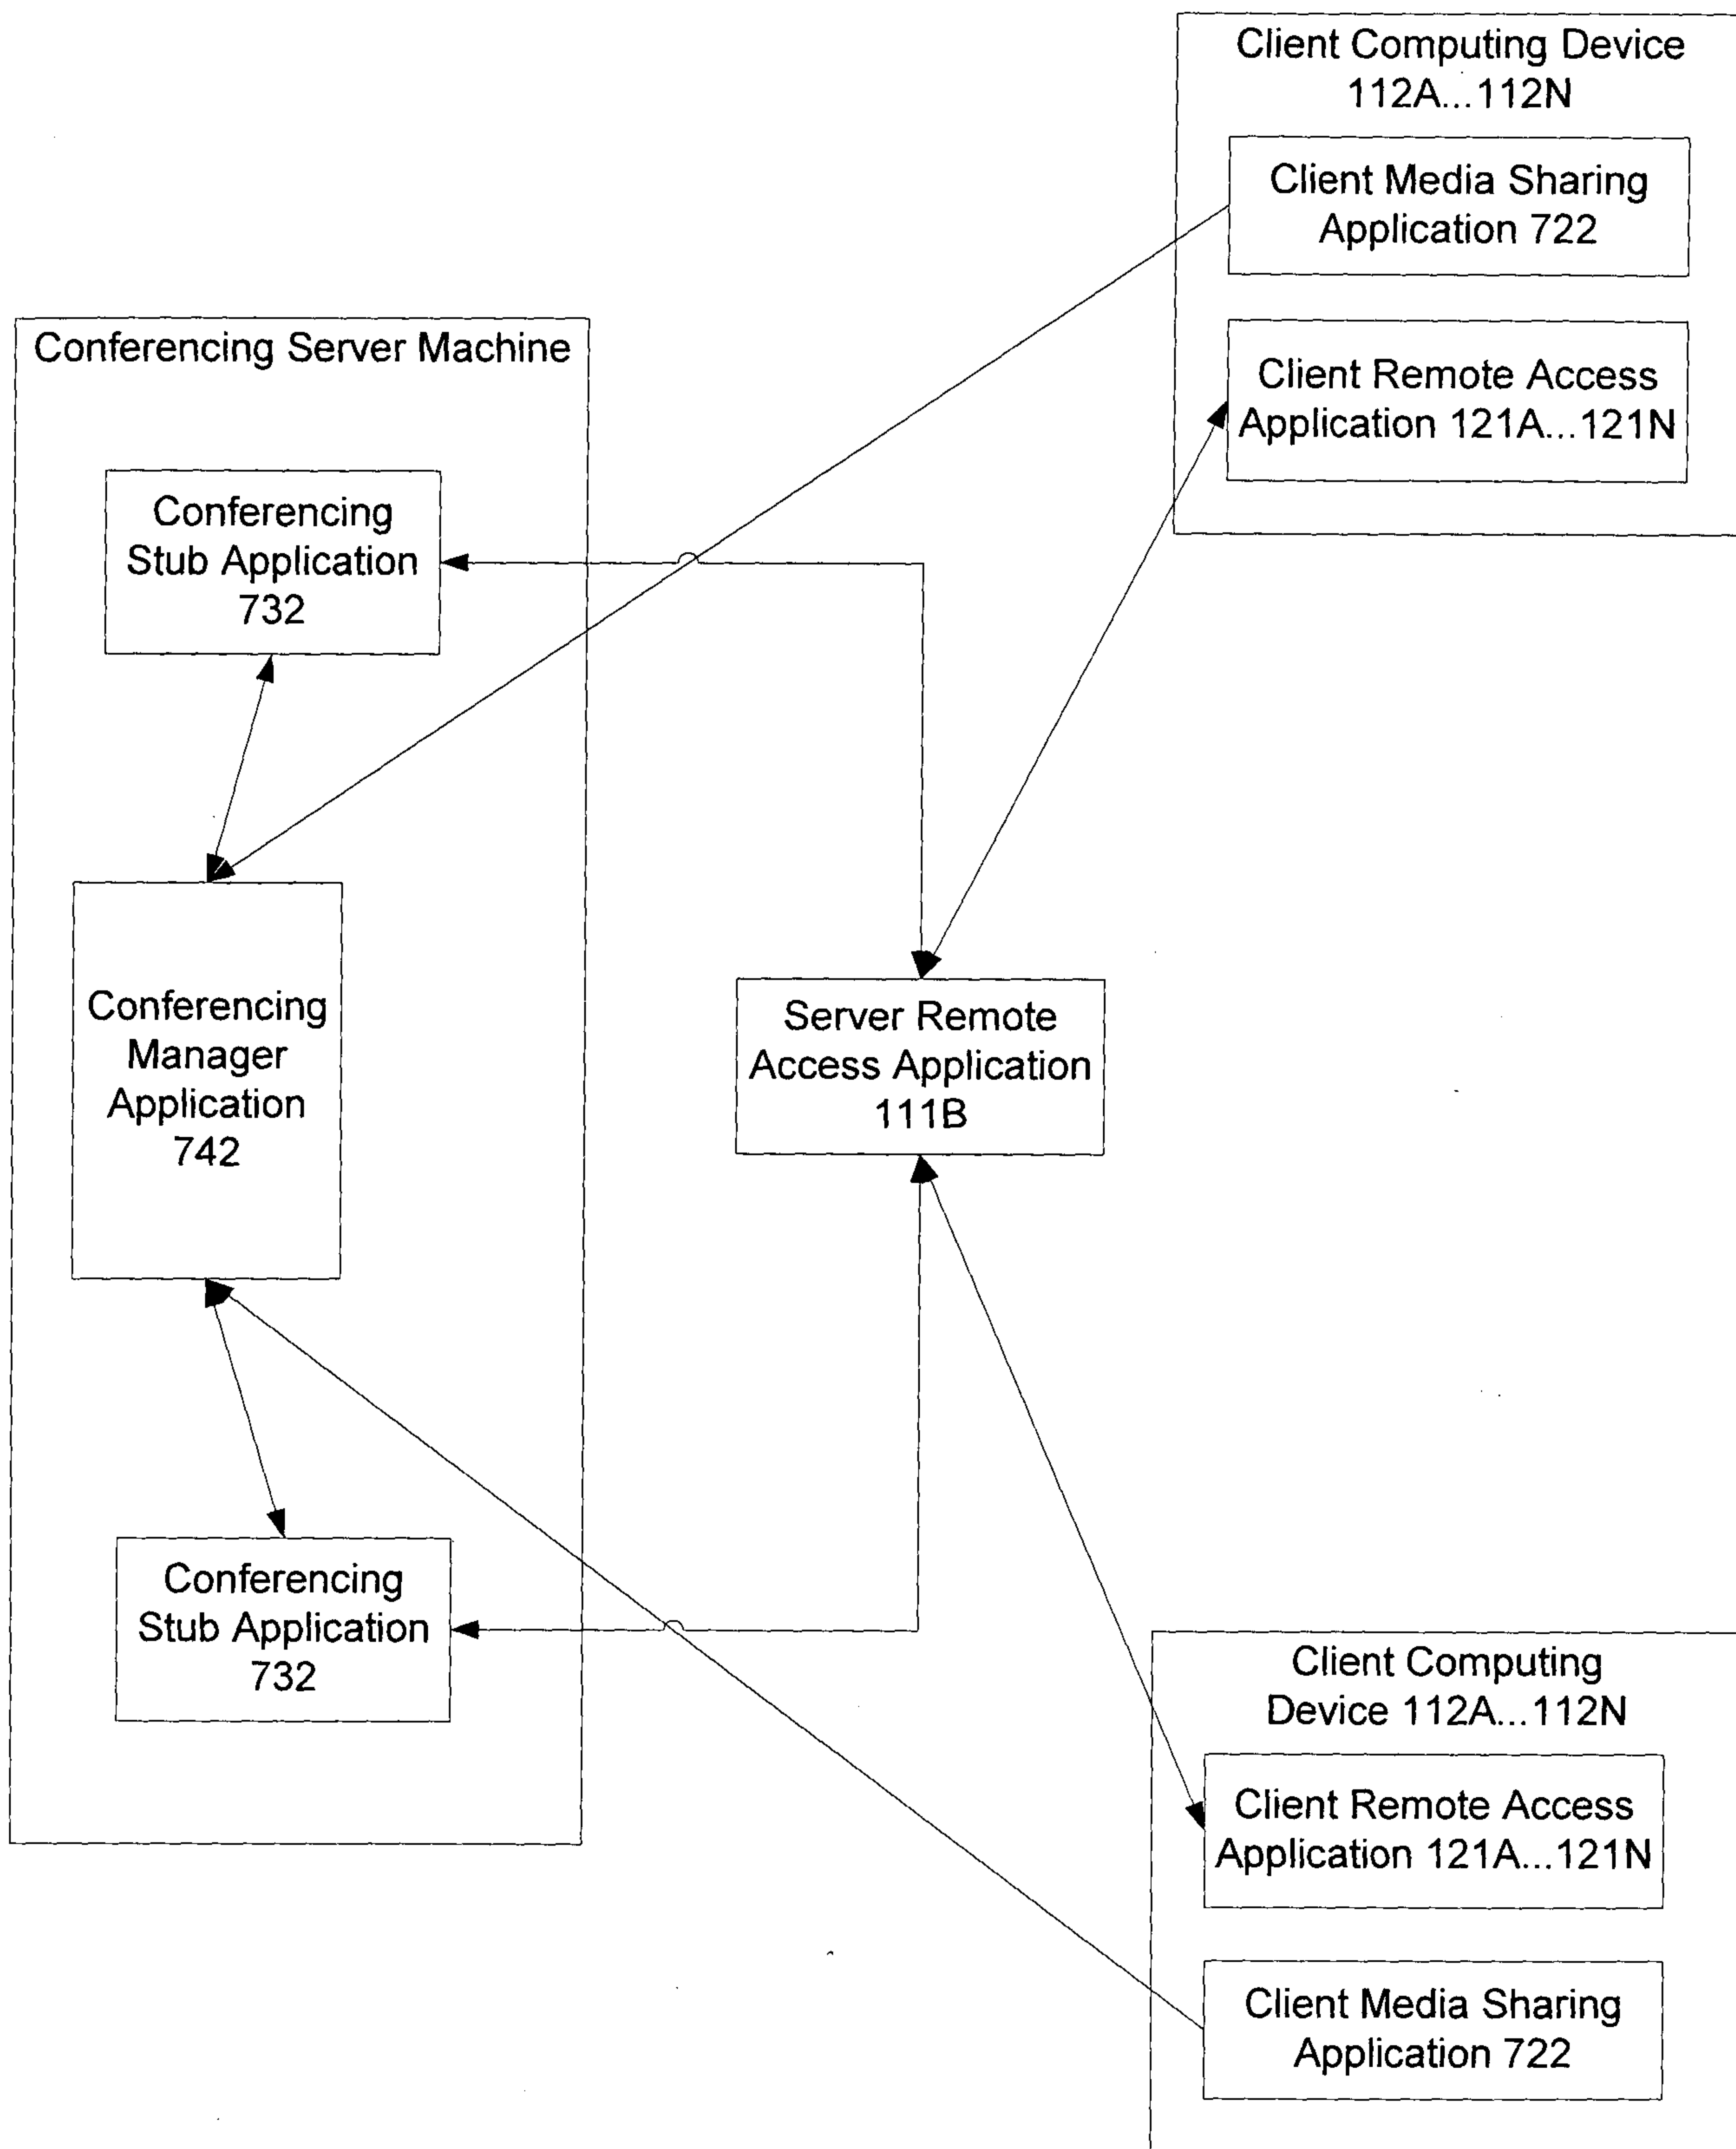 Client Computing Device
112A...112N
Client Media Sharing
Application 722
Client Remote Access
Application 121A...121N
Conferencing Server Machine
Conferencing
Stub Application
732
Conferencing
Manager
Application
742
Server Remote
Access Application
111B
Conferencing
Stub Application
732
Client Computing
Device 112A...112N
Client Remote Access
Application 121A...121N
Client Media Sharing
Application 722